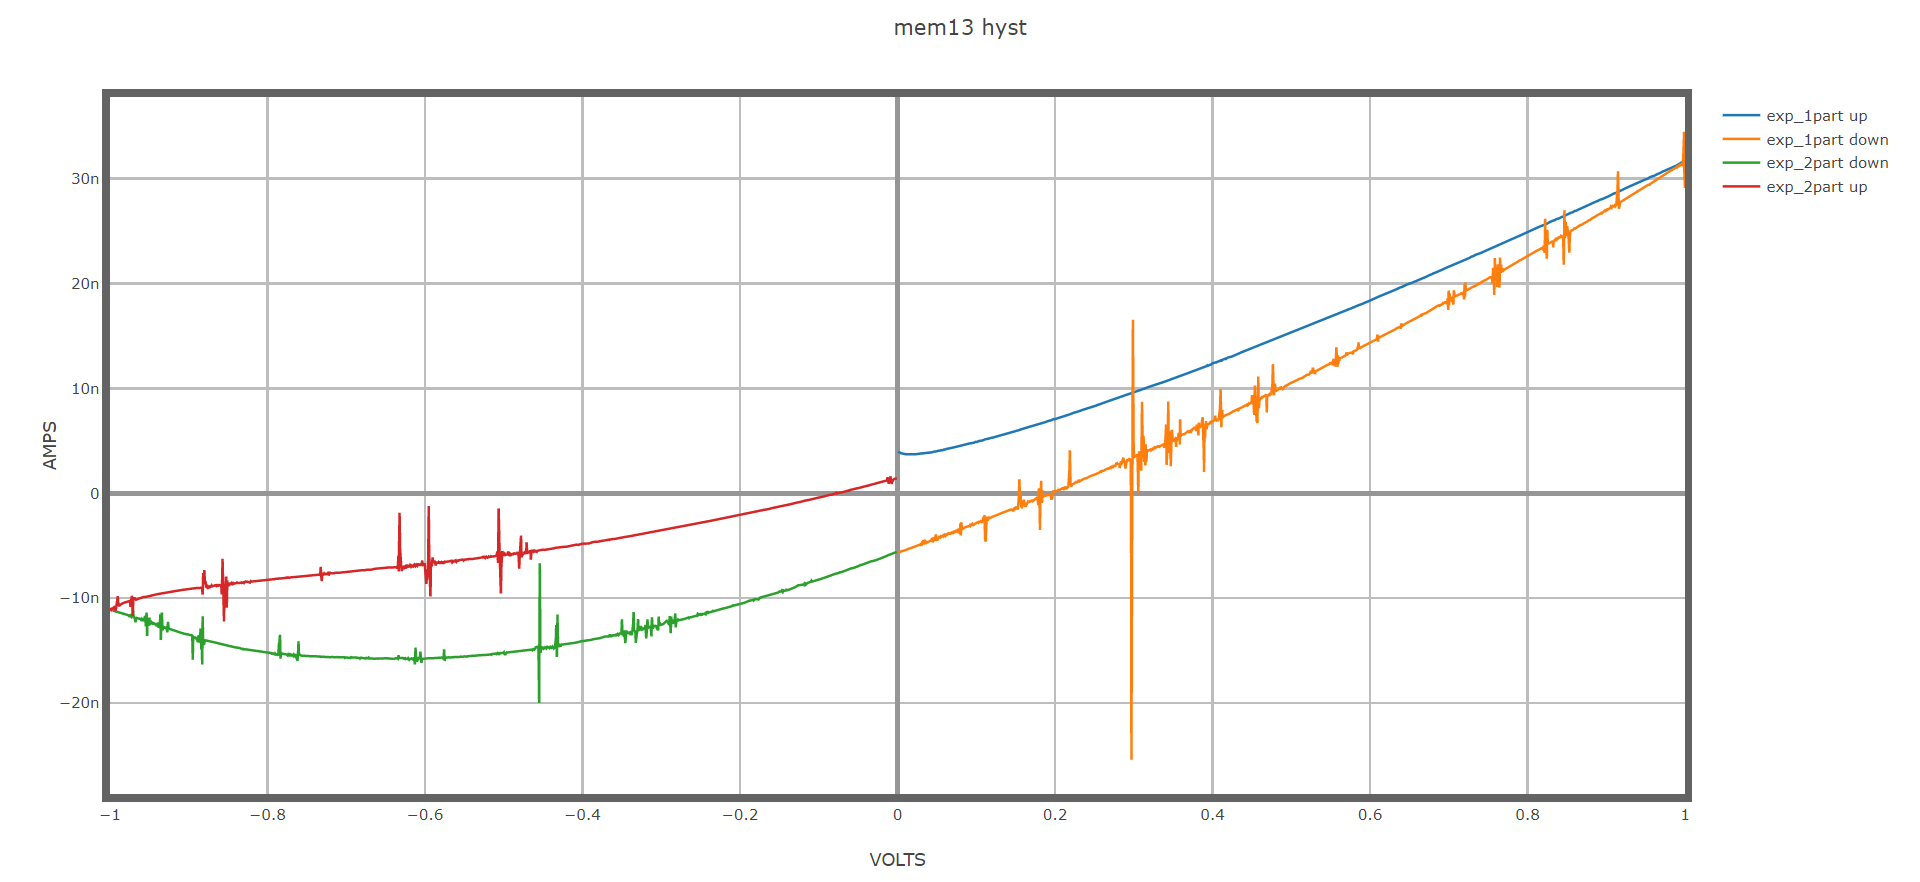 mem13 hyst
exp_1part up
exp_1part down
exp_2part down
exp_2part up
30n
20n
10n
0
−10n
−20n
AMPS
−1 −0.8 −0.6 −0.4 −0.2 0 0.2 0.4 0.6 0.8 1
VOLTS